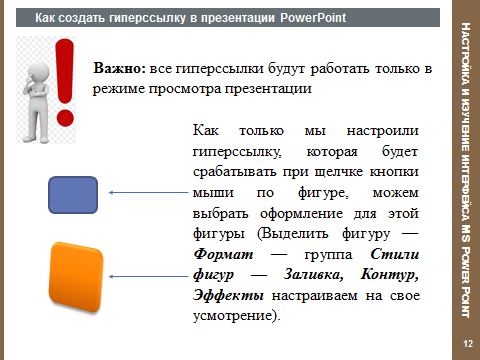 Как создать гиперссылку в презентации PowerPoint
Важно: все гиперссылки будут работать только в
режиме просмотра презентации
Как только мы настроили
гиперссылку, которая будет
срабатывать при щелчке кнопки
мыши по фигуре, можем
выбрать оформление для этой
фигуры (Выделить фигуру —
Формат — группа Стили
фигур — Заливка, Контур,
Эффекты настраиваем на свое
усмотрение).
Настройка и изучение интерфейса MS Power Point
12